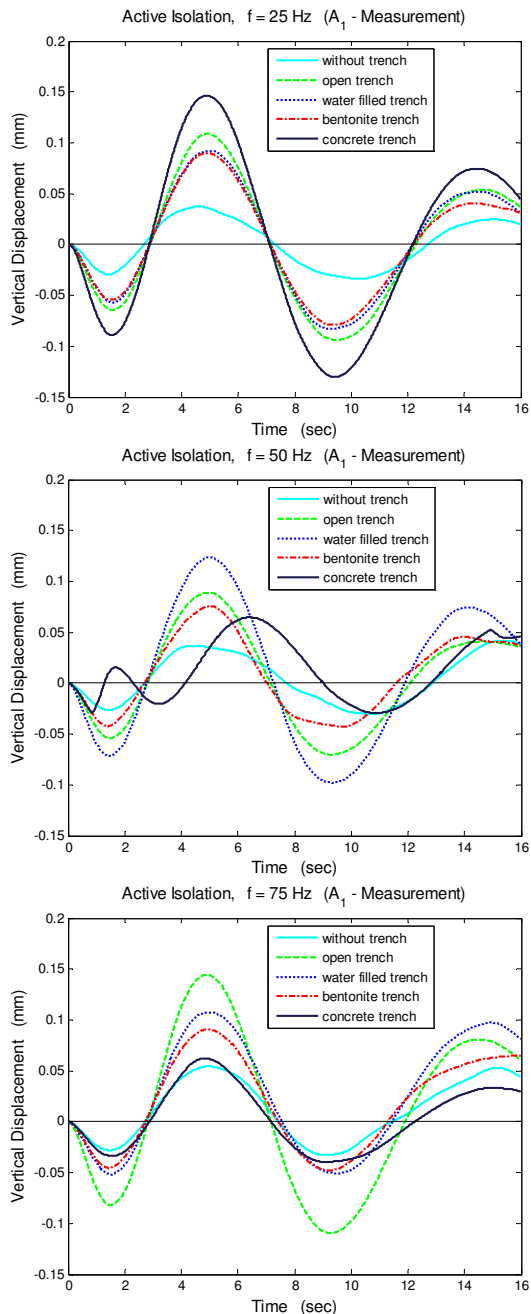 Active Isolation, f = 25 Hz (A₁ - Measurement)
0.2
0.15
0.1
0.05
0
-0.05
-0.1
-0.15
Vertical Displacement (mm)
without trench
open trench
water filled trench
bentonite trench
concrete trench
0 2 4 6 8 10 12 14 16
Time (sec)
Active Isolation, f = 50 Hz (A₁ - Measurement)
0.2
0.15
0.1
0.05
0
-0.05
-0.1
-0.15
Vertical Displacement (mm)
without trench
open trench
water filled trench
bentonite trench
concrete trench
0 2 4 6 8 10 12 14 16
Time (sec)
Active Isolation, f = 75 Hz (A₁ - Measurement)
0.2
0.15
0.1
0.05
0
-0.05
-0.1
-0.15
Vertical Displacement (mm)
without trench
open trench
water filled trench
bentonite trench
concrete trench
0 2 4 6 8 10 12 14 16
Time (sec)